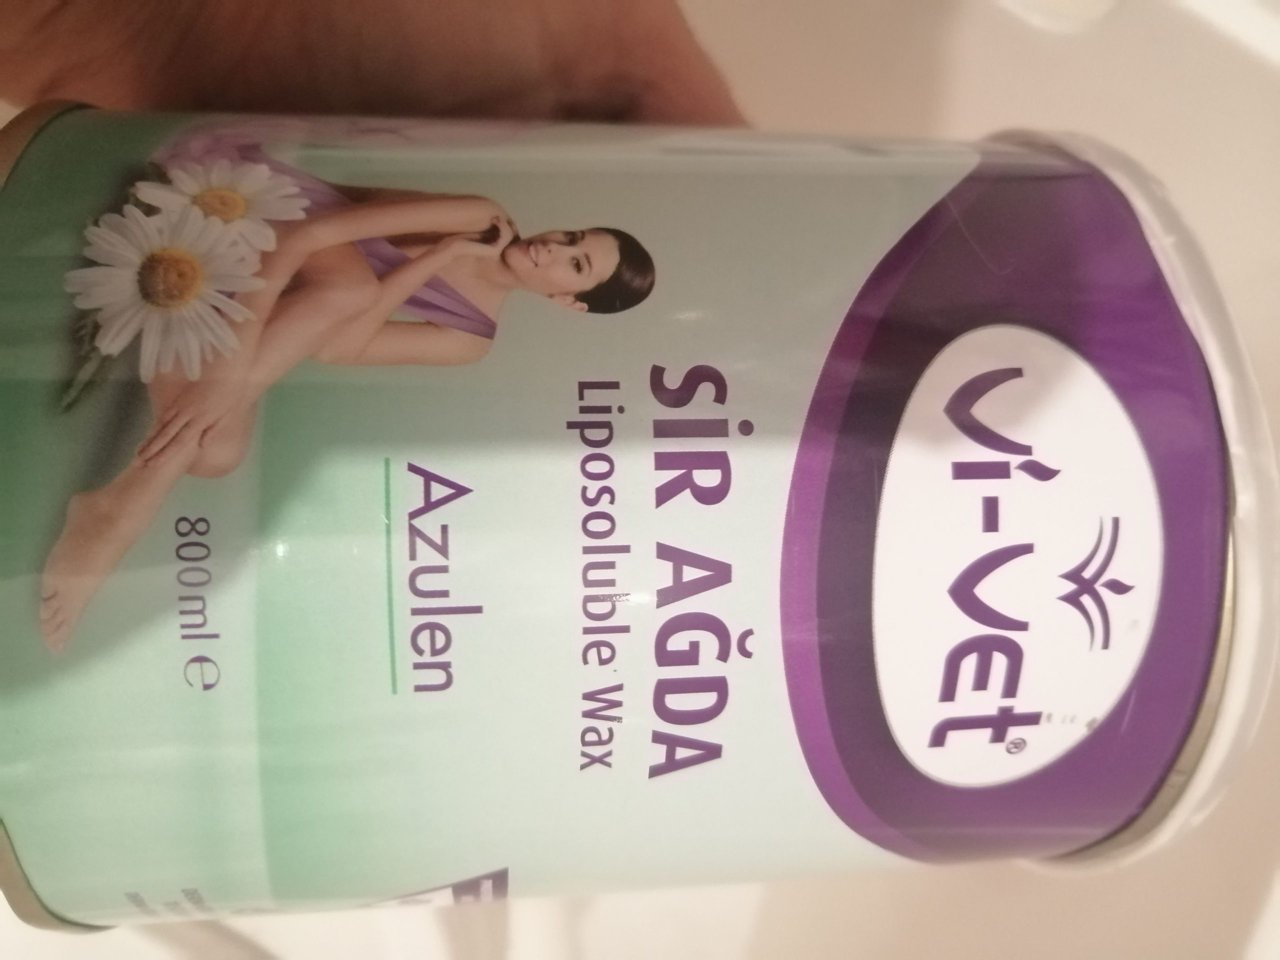 Vi-Vet®
SİR AĞDA
Liposoluble Wax
Azulen
800ml ℮